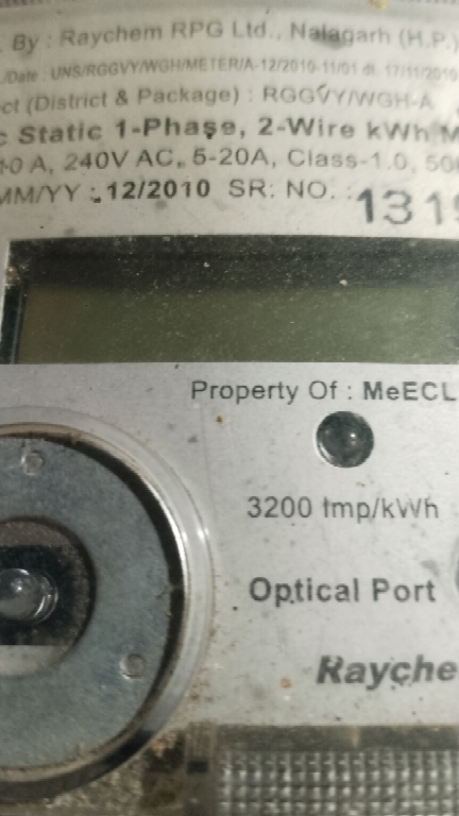 . By : Raychem RPG Ltd., Nalagarh (H.P.)
/Date : UNS/RGGVY/WGH/METER/A-12/2010-11/01 dt. 17/11/2010
ct (District & Package) : RGGVY/WGH-A
c Static 1-Phase, 2-Wire kWh M
0 A, 240V AC, 5-20A, Class-1.0, 50
MM/YY : 12/2010 SR: NO. : 131
Property Of : MeECL
3200 Imp/kWh
Optical Port
Rayche